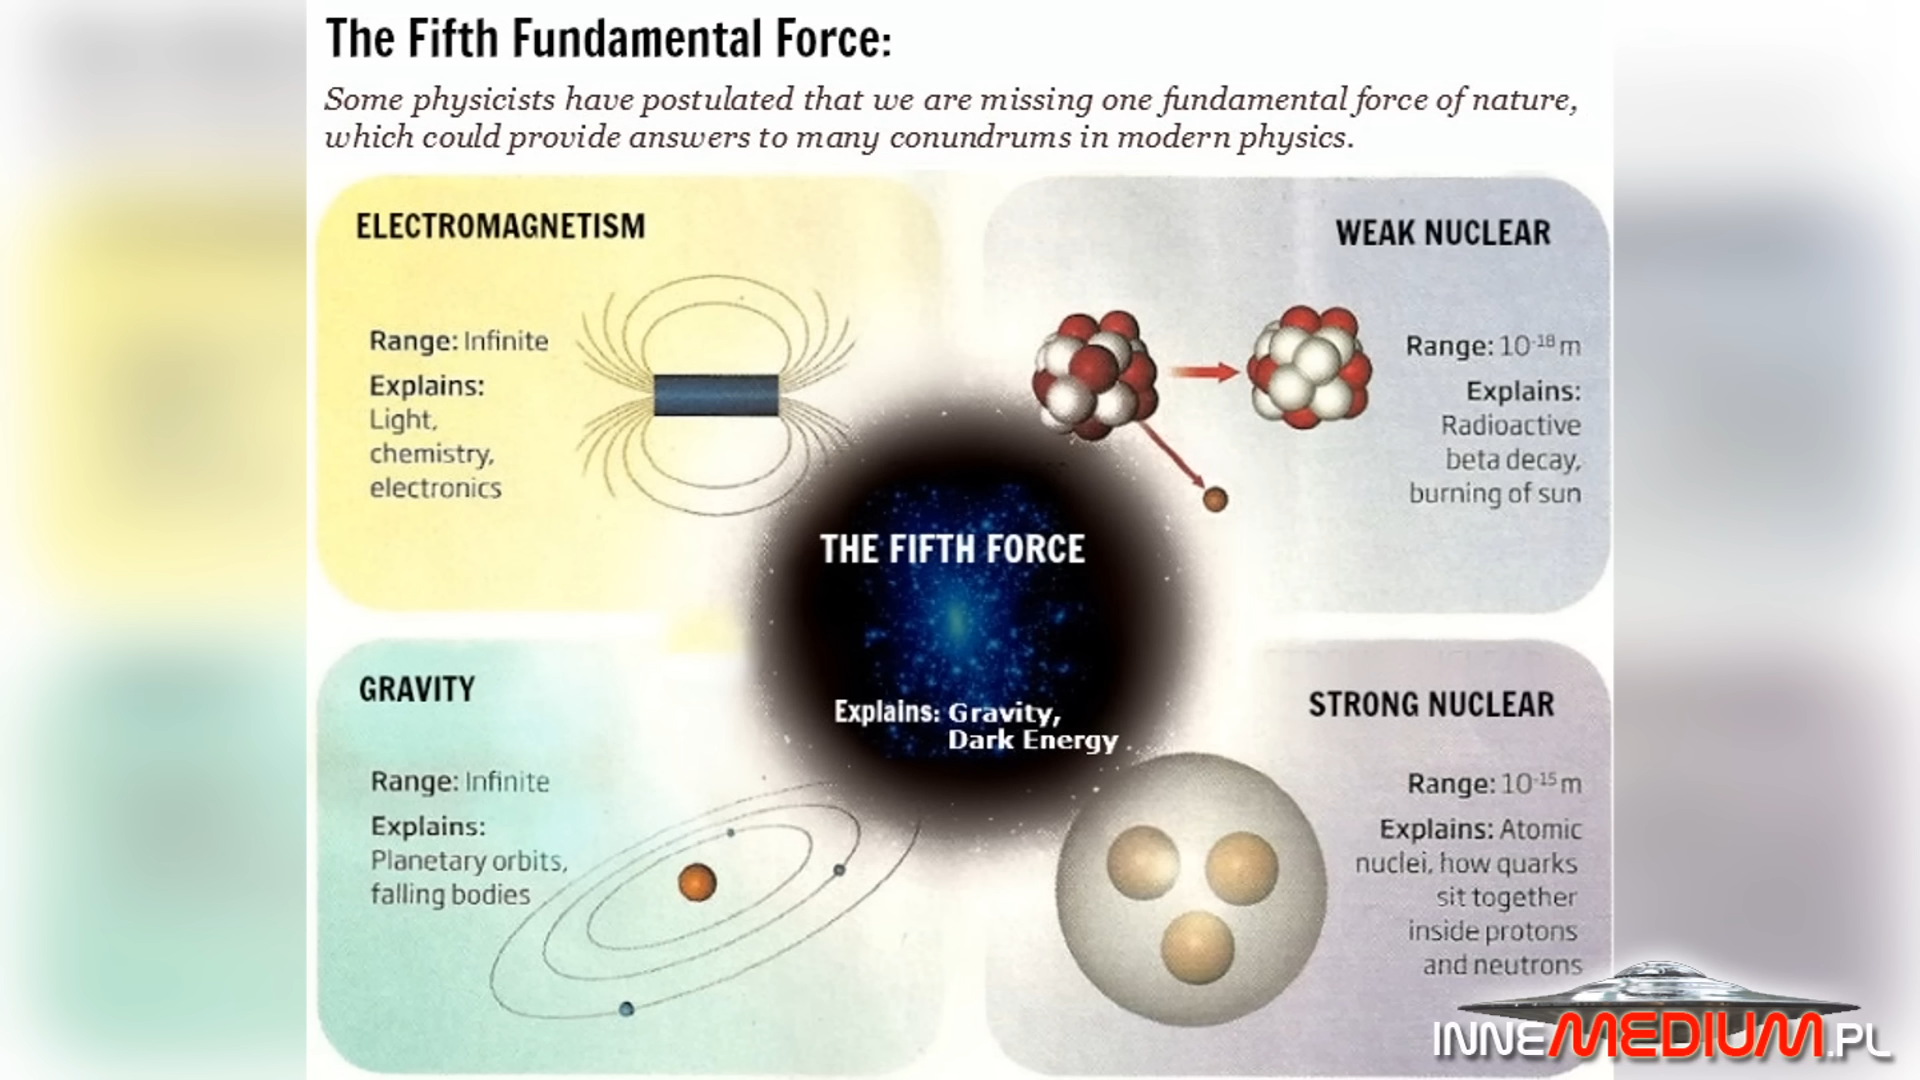 The Fifth Fundamental Force:
Some physicists have postulated that we are missing one fundamental force of nature,
which could provide answers to many conundrums in modern physics.
ELECTROMAGNETISM
Range: Infinite
Explains:
Light,
chemistry,
electronics
WEAK NUCLEAR
Range: 10⁻¹⁸ m
Explains:
Radioactive
beta decay,
burning of sun
THE FIFTH FORCE
Explains: Gravity,
Dark Energy
GRAVITY
Range: Infinite
Explains:
Planetary orbits,
falling bodies
STRONG NUCLEAR
Range: 10⁻¹⁵ m
Explains: Atomic
nuclei, how quarks
sit together
inside protons
and neutrons
INNEMEDIUM.PL